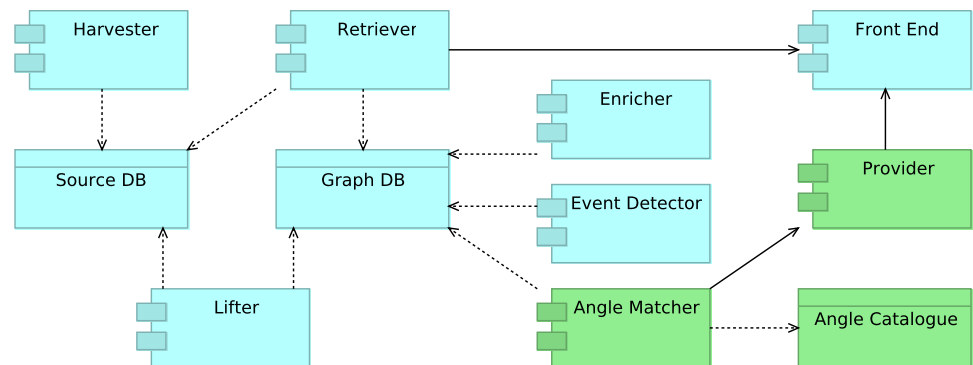 Harvester
Retriever
Front End
Enricher
Source DB
Graph DB
Provider
Event Detector
Lifter
Angle Matcher
Angle Catalogue